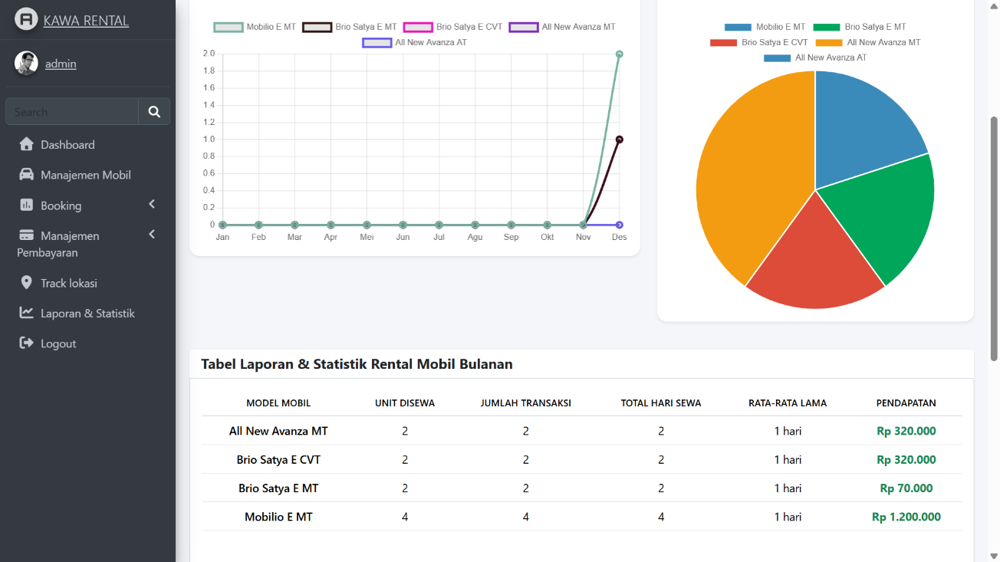 KAWA RENTAL
admin
Search
Dashboard
Manajemen Mobil
Booking
Manajemen
Pembayaran
Track lokasi
Laporan & Statistik
Logout
Mobilio E MT Brio Satya E MT Brio Satya E CVT All New Avanza MT
All New Avanza AT
2.0
1.8
1.6
1.4
1.2
1.0
0.8
0.6
0.4
0.2
0
Jan Feb Mar Apr Mei Jun Jul Agu Sep Okt Nov Des
Mobilio E MT Brio Satya E MT
Brio Satya E CVT All New Avanza MT
All New Avanza AT
Tabel Laporan & Statistik Rental Mobil Bulanan
MODEL MOBIL UNIT DISEWA JUMLAH TRANSAKSI TOTAL HARI SEWA RATA-RATA LAMA PENDAPATAN
All New Avanza MT 2 2 2 1 hari Rp 320.000
Brio Satya E CVT 2 2 2 1 hari Rp 320.000
Brio Satya E MT 2 2 2 1 hari Rp 70.000
Mobilio E MT 4 4 4 1 hari Rp 1.200.000